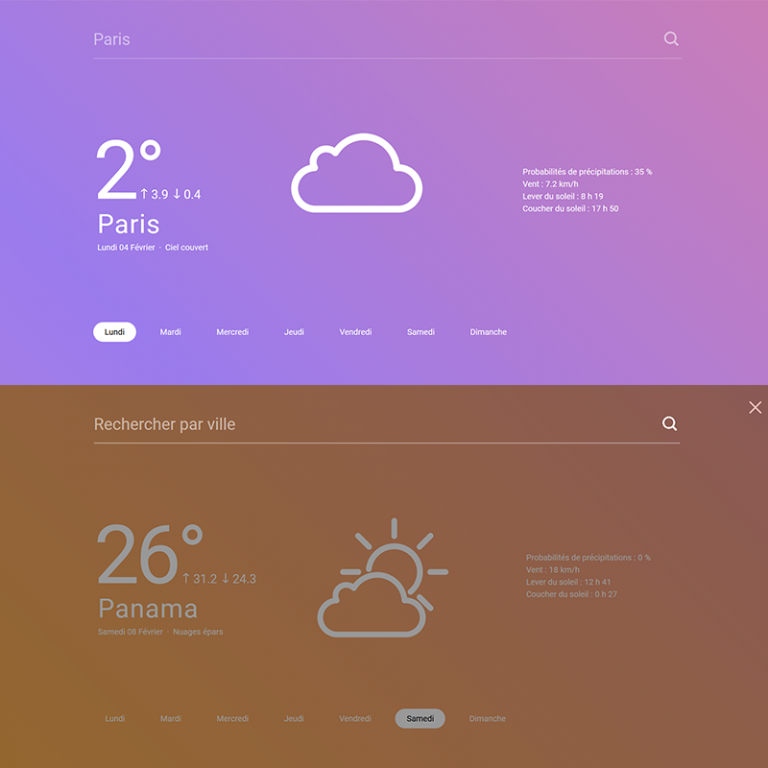 Paris
2°
↑ 3.9 ↓ 0.4
Paris
Lundi 04 Février · Ciel couvert
Probabilités de précipitations : 35 %
Vent : 7.2 km/h
Lever du soleil : 8 h 19
Coucher du soleil : 17 h 50
Lundi Mardi Mercredi Jeudi Vendredi Samedi Dimanche
Rechercher par ville
26°
↑ 31.2 ↓ 24.3
Panama
Samedi 08 Février · Nuages épars
Probabilités de précipitations : 0 %
Vent : 18 km/h
Lever du soleil : 12 h 41
Coucher du soleil : 0 h 27
Lundi Mardi Mercredi Jeudi Vendredi Samedi Dimanche